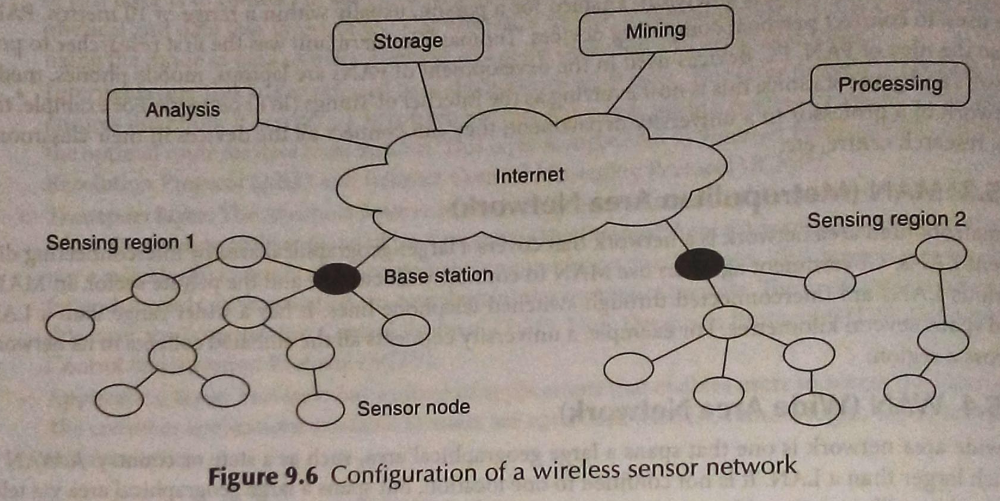 Storage
Mining
Analysis
Processing
Internet
Sensing region 1
Sensing region 2
Base station
Sensor node
Figure 9.6 Configuration of a wireless sensor network